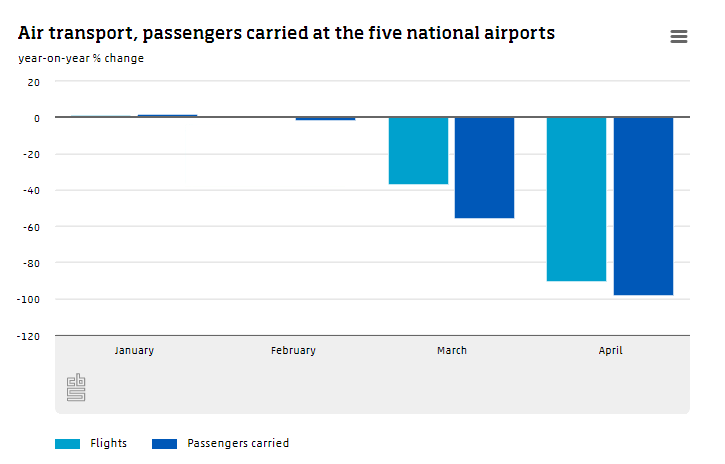 Air transport, passengers carried at the five national airports
year-on-year % change
20
0
-20
-40
-60
-80
-100
-120
January February March April
cbs
Flights Passengers carried